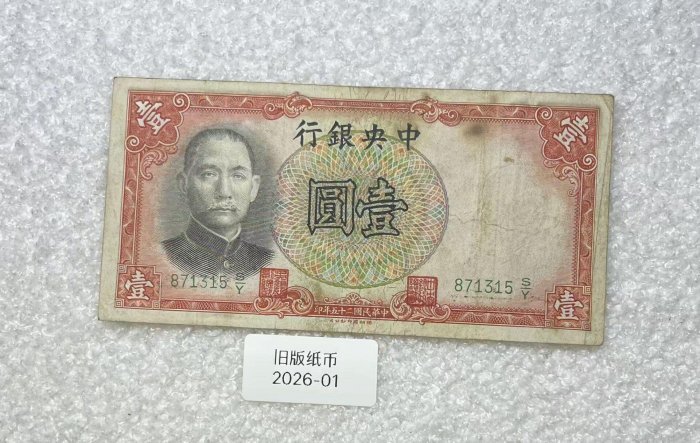 壹
壹
中央銀行
壹圓
871315 S/Y
871315 S/Y
壹
中華民國二十五年印
壹
旧版纸币
2026-01